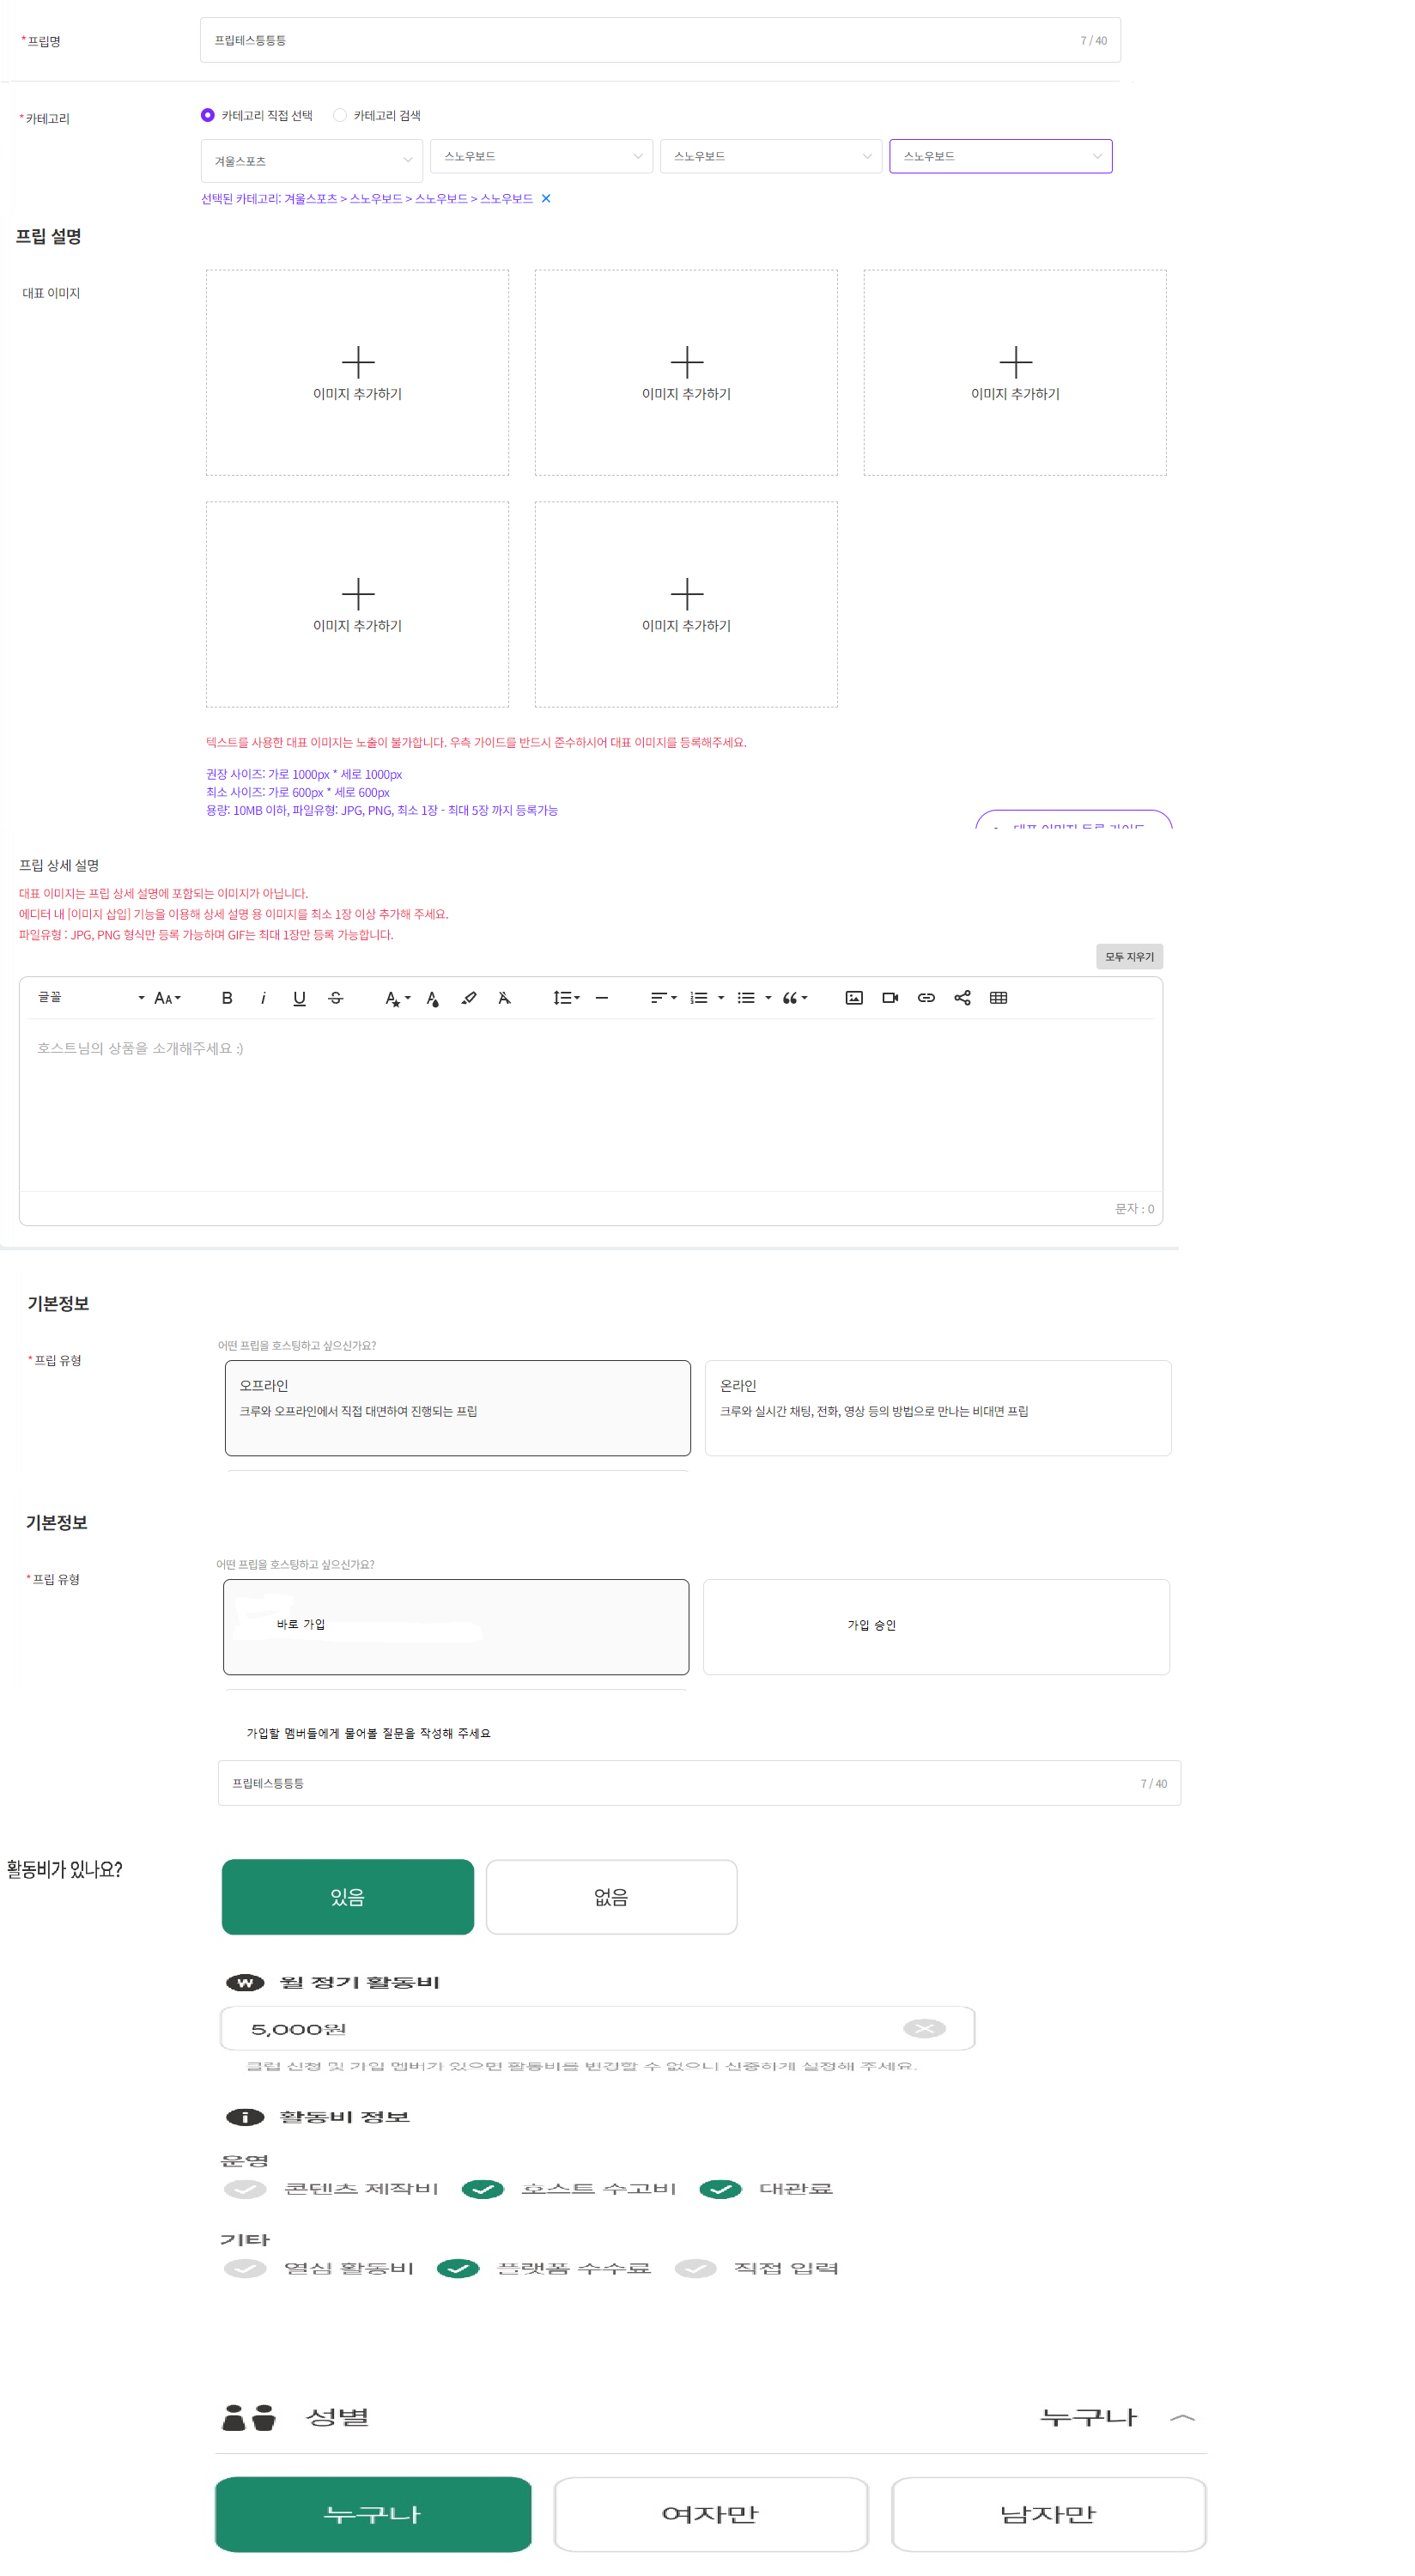 *프립명
프립테스틍틍틍 7 / 40
*카테고리
카테고리 직접 선택 카테고리 검색
겨울스포츠 스노우보드 스노우보드 스노우보드
선택된 카테고리: 겨울스포츠 > 스노우보드 > 스노우보드 > 스노우보드 ✕
프립 설명
대표 이미지
이미지 추가하기 이미지 추가하기 이미지 추가하기
이미지 추가하기 이미지 추가하기
텍스트를 사용한 대표 이미지는 노출이 불가합니다. 우측 가이드를 반드시 준수하시어 대표 이미지를 등록해주세요.
권장 사이즈: 가로 1000px * 세로 1000px
최소 사이즈: 가로 600px * 세로 600px
용량: 10MB 이하, 파일유형: JPG, PNG, 최소 1장 - 최대 5장 까지 등록가능
대표 이미지 등록 가이드
프립 상세 설명
대표 이미지는 프립 상세 설명에 포함되는 이미지가 아닙니다.
에디터 내 [이미지 삽입] 기능을 이용해 상세 설명 용 이미지를 최소 1장 이상 추가해 주세요.
파일유형 : JPG, PNG 형식만 등록 가능하며 GIF는 최대 1장만 등록 가능합니다.
모두 지우기
글꼴
호스트님의 상품을 소개해주세요 :)
문자 : 0
기본정보
어떤 프립을 호스팅하고 싶으신가요?
*프립 유형
오프라인 온라인
크루와 오프라인에서 직접 대면하여 진행되는 프립 크루와 실시간 채팅, 전화, 영상 등의 방법으로 만나는 비대면 프립
기본정보
어떤 프립을 호스팅하고 싶으신가요?
*프립 유형
바로 가입 가입 승인
가입할 멤버들에게 물어볼 질문을 작성해 주세요
프립테스틍틍틍 7 / 40
활동비가 있나요?
있음 없음
월 정기 활동비
5,000원
클럽 신청 및 가입 멤버가 있으면 활동비를 변경할 수 없으니 신중하게 설정해 주세요.
활동비 정보
운영
콘텐츠 제작비 호스트 수고비 대관료
기타
열심 활동비 플랫폼 수수료 직접 입력
성별 누구나
누구나 여자만 남자만